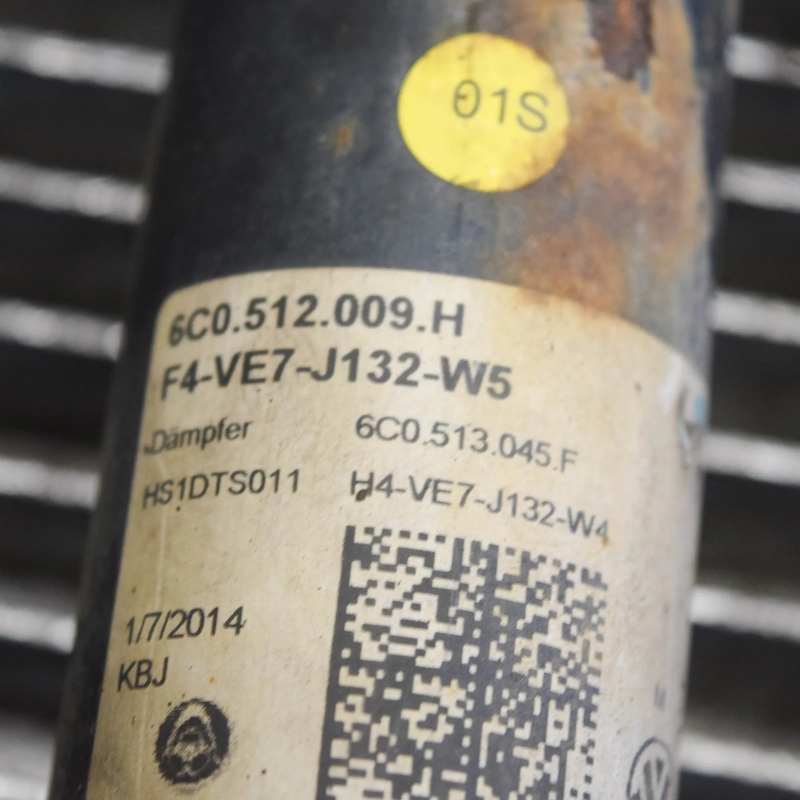 01S
6C0.512.009.H
F4-VE7-J132-W5
Dämpfer 6C0.513.045.F
HS1DTS011 H4-VE7-J132-W4
1/7/2014
KBJ